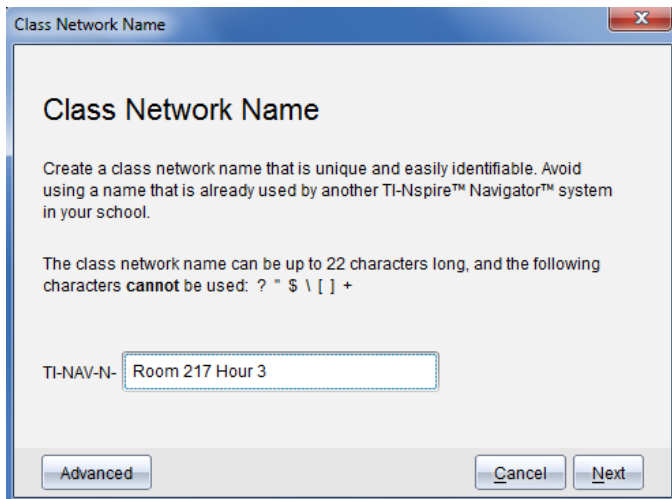 Class Network Name
X
Class Network Name
Create a class network name that is unique and easily identifiable. Avoid
using a name that is already used by another TI-Nspire™ Navigator™ system
in your school.
The class network name can be up to 22 characters long, and the following
characters cannot be used: ? " $ \ [ ] +
TI-NAV-N- Room 217 Hour 3
Advanced Cancel Next